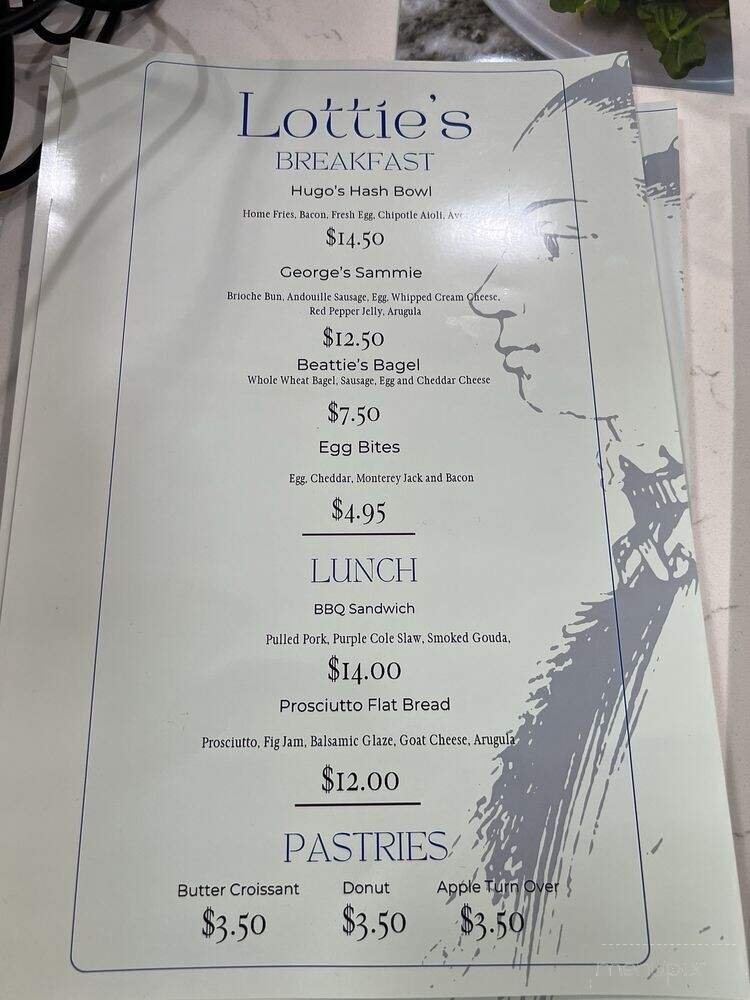 Lottie's
BREAKFAST
Hugo's Hash Bowl
Home Fries, Bacon, Fresh Egg, Chipotle Aioli,
$14.50
George's Sammie
Brioche Bun, Andouille Sausage, Egg, Whipped Cream Cheese,
Red Pepper Jelly, Arugula
$12.50
Beattie's Bagel
Whole Wheat Bagel, Sausage, Egg and Cheddar Cheese
$7.50
Egg Bites
Egg, Cheddar, Monterey Jack and Bacon
$4.95
LUNCH
BBQ Sandwich
Pulled Pork, Purple Cole Slaw, Smoked Gouda,
$14.00
Prosciutto Flat Bread
Prosciutto, Fig Jam, Balsamic Glaze, Goat Cheese, Arugula
$12.00
PASTRIES
Butter Croissant Donut Apple Turn Over
$3.50 $3.50 $3.50
menupix